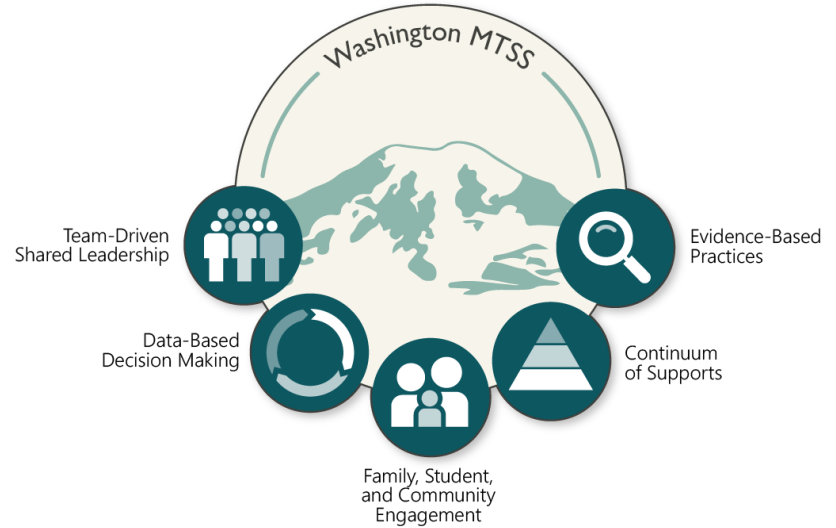 Washington MTSS
Team-Driven
Shared Leadership
Evidence-Based
Practices
Data-Based
Decision Making
Continuum
of Supports
Family, Student,
and Community
Engagement